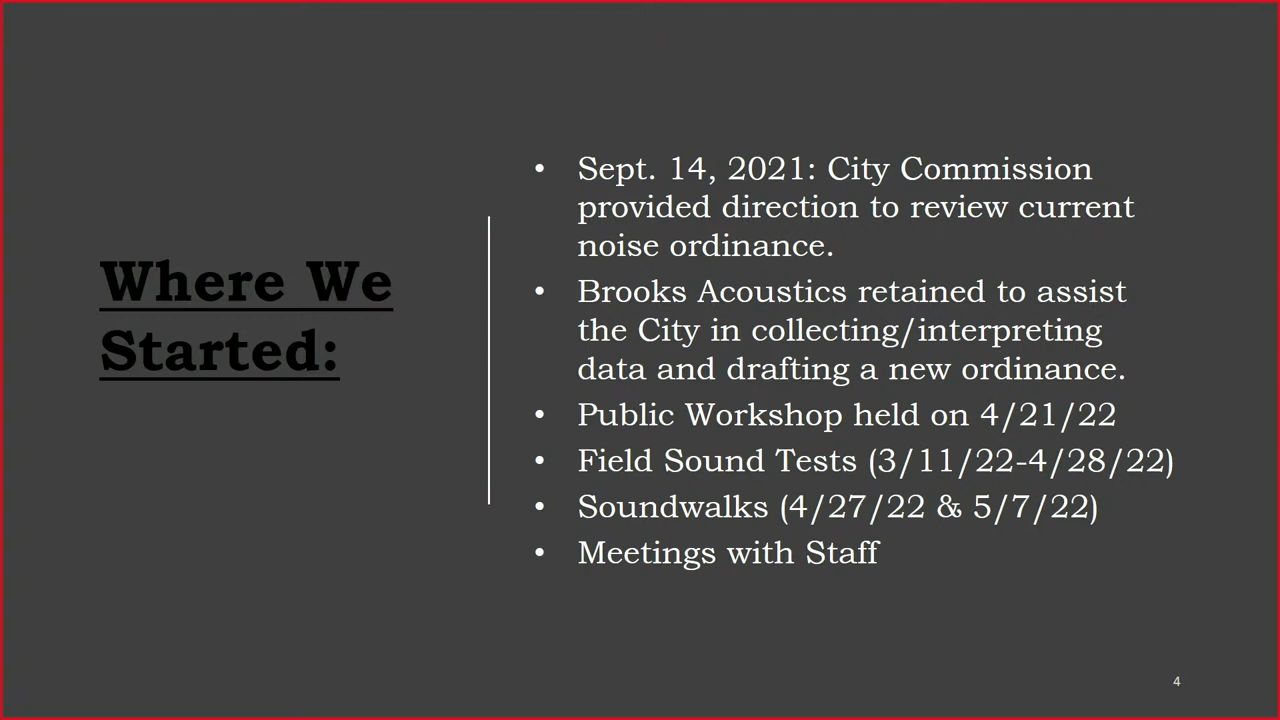 Where We
Started:
• Sept. 14, 2021: City Commission
provided direction to review current
noise ordinance.
• Brooks Acoustics retained to assist
the City in collecting/interpreting
data and drafting a new ordinance.
• Public Workshop held on 4/21/22
• Field Sound Tests (3/11/22-4/28/22)
• Soundwalks (4/27/22 & 5/7/22)
• Meetings with Staff
4